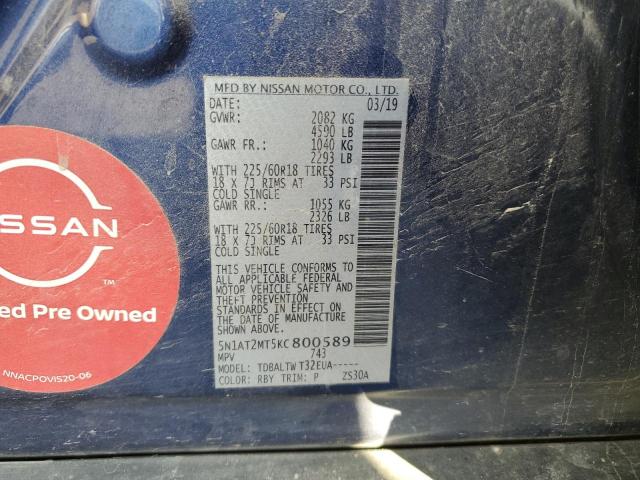 MFD BY NISSAN MOTOR CO., LTD.
DATE: 03/19
GVWR: 2082 KG
4590 LB
GAWR FR.: 1040 KG
2293 LB
WITH 225/60R18 TIRES
18 X 7J RIMS AT 33 PSI
COLD SINGLE
GAWR RR.: 1055 KG
2326 LB
WITH 225/60R18 TIRES
18 X 7J RIMS AT 33 PSI
COLD SINGLE
THIS VEHICLE CONFORMS TO
ALL APPLICABLE FEDERAL
MOTOR VEHICLE SAFETY AND
THEFT PREVENTION
STANDARDS IN EFFECT ON
THE DATE OF MANUFACTURE
SHOWN ABOVE.
5N1AT2MT5KC800589
MPV 743
MODEL: TDBALTW T32EUA-----
COLOR: RBY TRIM: P ZS30A
NISSAN
TM
ed Pre Owned
NNACPOVIS20-06